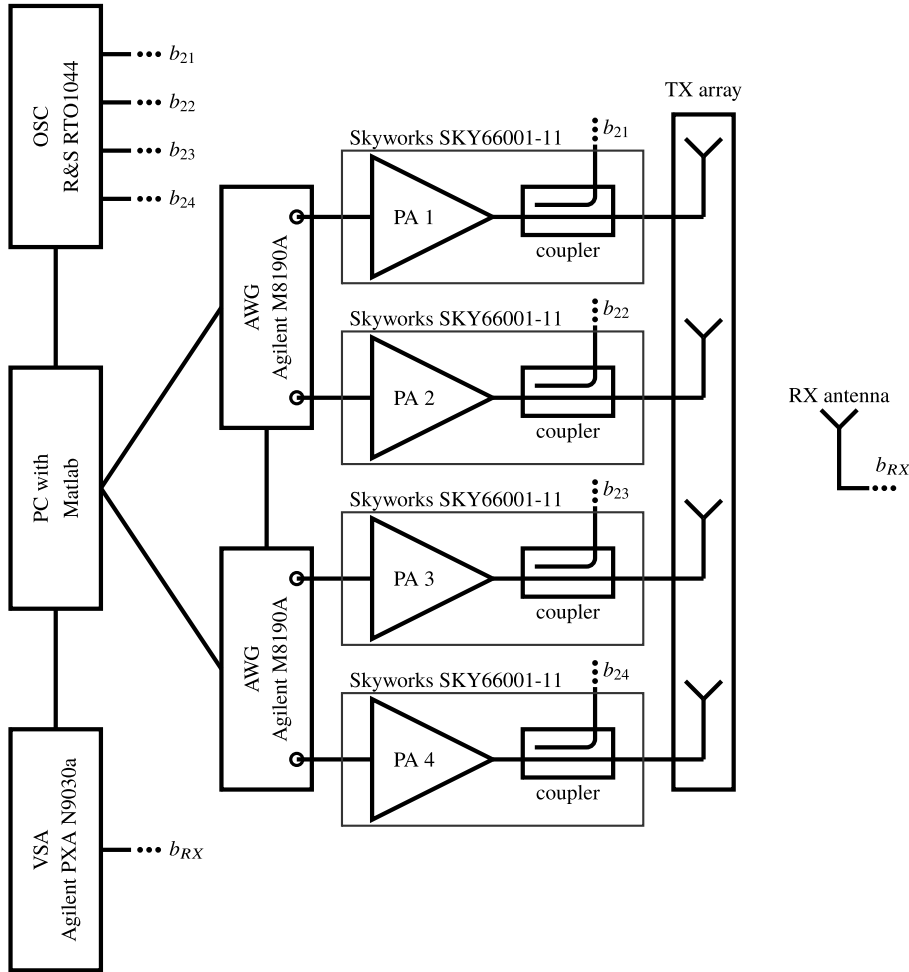 OSC
R&S RTO1044
b21
b22
b23
b24
PC with
Matlab
VSA
Agilent PXA N9030a
bRX
AWG
Agilent M8190A
AWG
Agilent M8190A
Skyworks SKY66001-11
PA 1
coupler
b21
Skyworks SKY66001-11
PA 2
coupler
b22
Skyworks SKY66001-11
PA 3
coupler
b23
Skyworks SKY66001-11
PA 4
coupler
b24
TX array
RX antenna
bRX